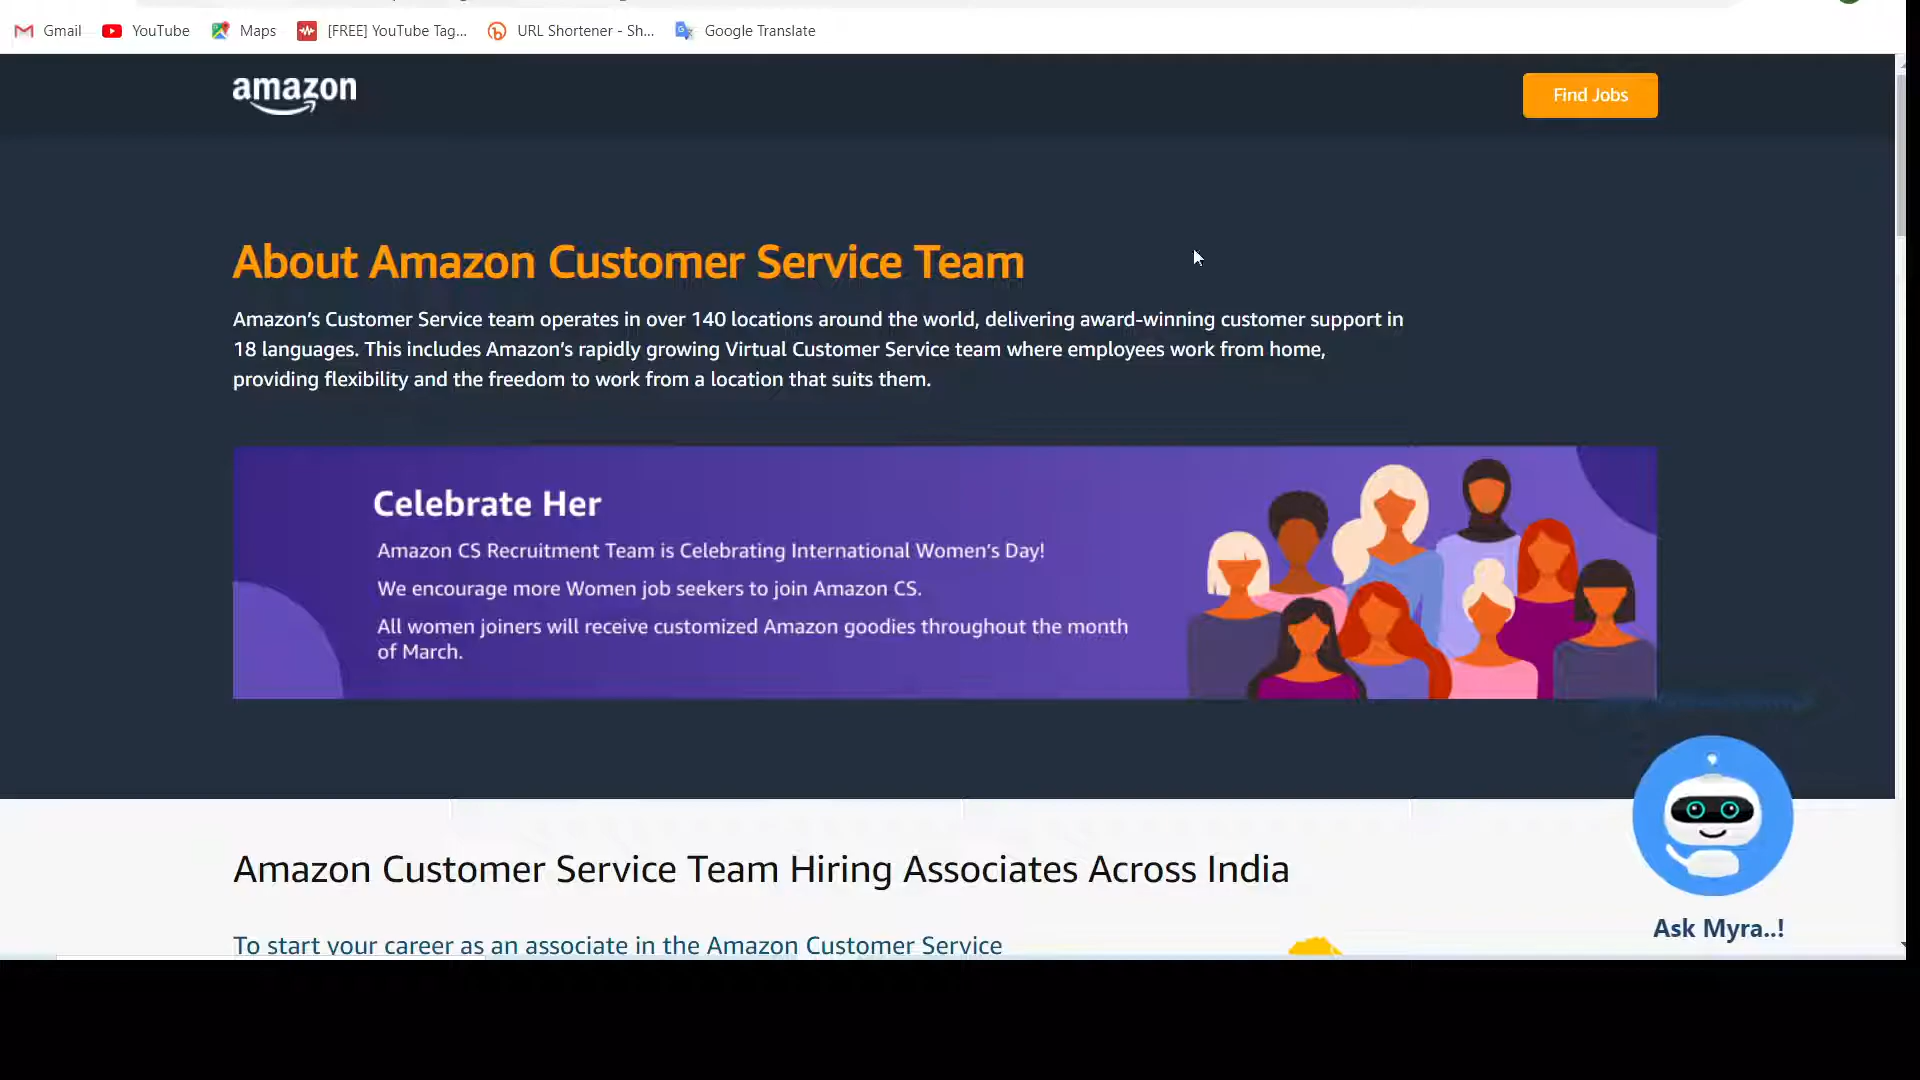 Gmail YouTube Maps [FREE] YouTube Tag... URL Shortener - Sh... Google Translate
amazon
Find Jobs
About Amazon Customer Service Team
Amazon's Customer Service team operates in over 140 locations around the world, delivering award-winning customer support in
18 languages. This includes Amazon's rapidly growing Virtual Customer Service team where employees work from home,
providing flexibility and the freedom to work from a location that suits them.
Celebrate Her
Amazon CS Recruitment Team is Celebrating International Women's Day!
We encourage more Women job seekers to join Amazon CS.
All women joiners will receive customized Amazon goodies throughout the month
of March.
Amazon Customer Service Team Hiring Associates Across India
Ask Myra..!
To start your career as an associate in the Amazon Customer Service